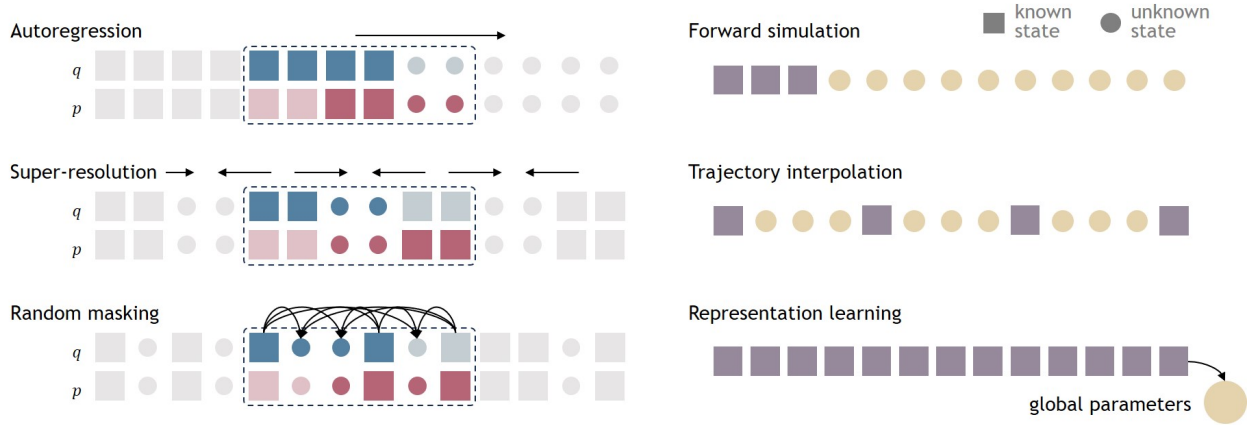 Autoregression
q
p
Super-resolution
q
p
Random masking
q
p
Forward simulation
known
state
unknown
state
Trajectory interpolation
Representation learning
global parameters